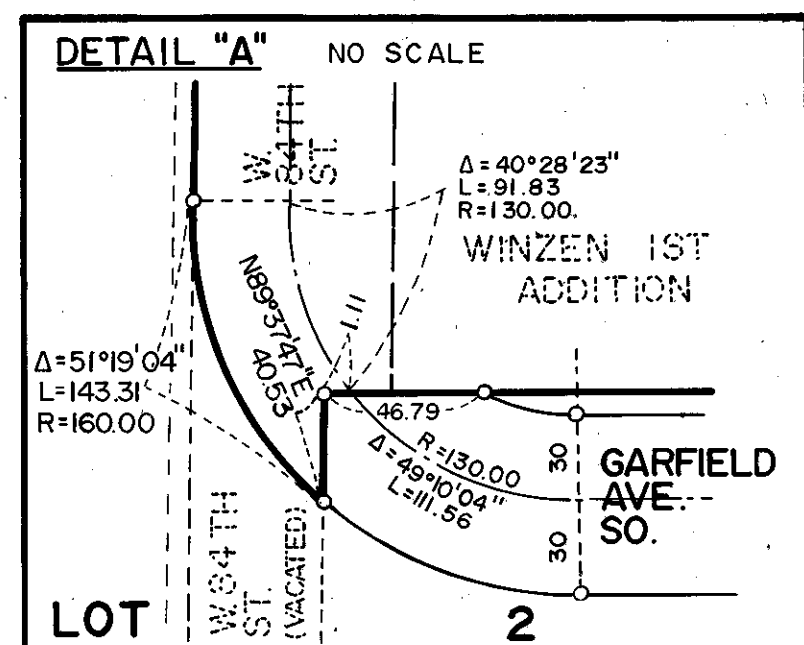 DETAIL "A"
NO SCALE
W. 84TH ST.
Δ=40°28'23"
L=91.83
R=130.00.
WINZEN 1ST
ADDITION
N89°37'47"E
40.53
1.11
Δ=51°19'04"
L=143.31
R=160.00
46.79
R=130.00
Δ=49°10'04"
L=111.56
30
30
GARFIELD
AVE.
SO.
W. 84 TH
ST.
(VACATED)
LOT
2